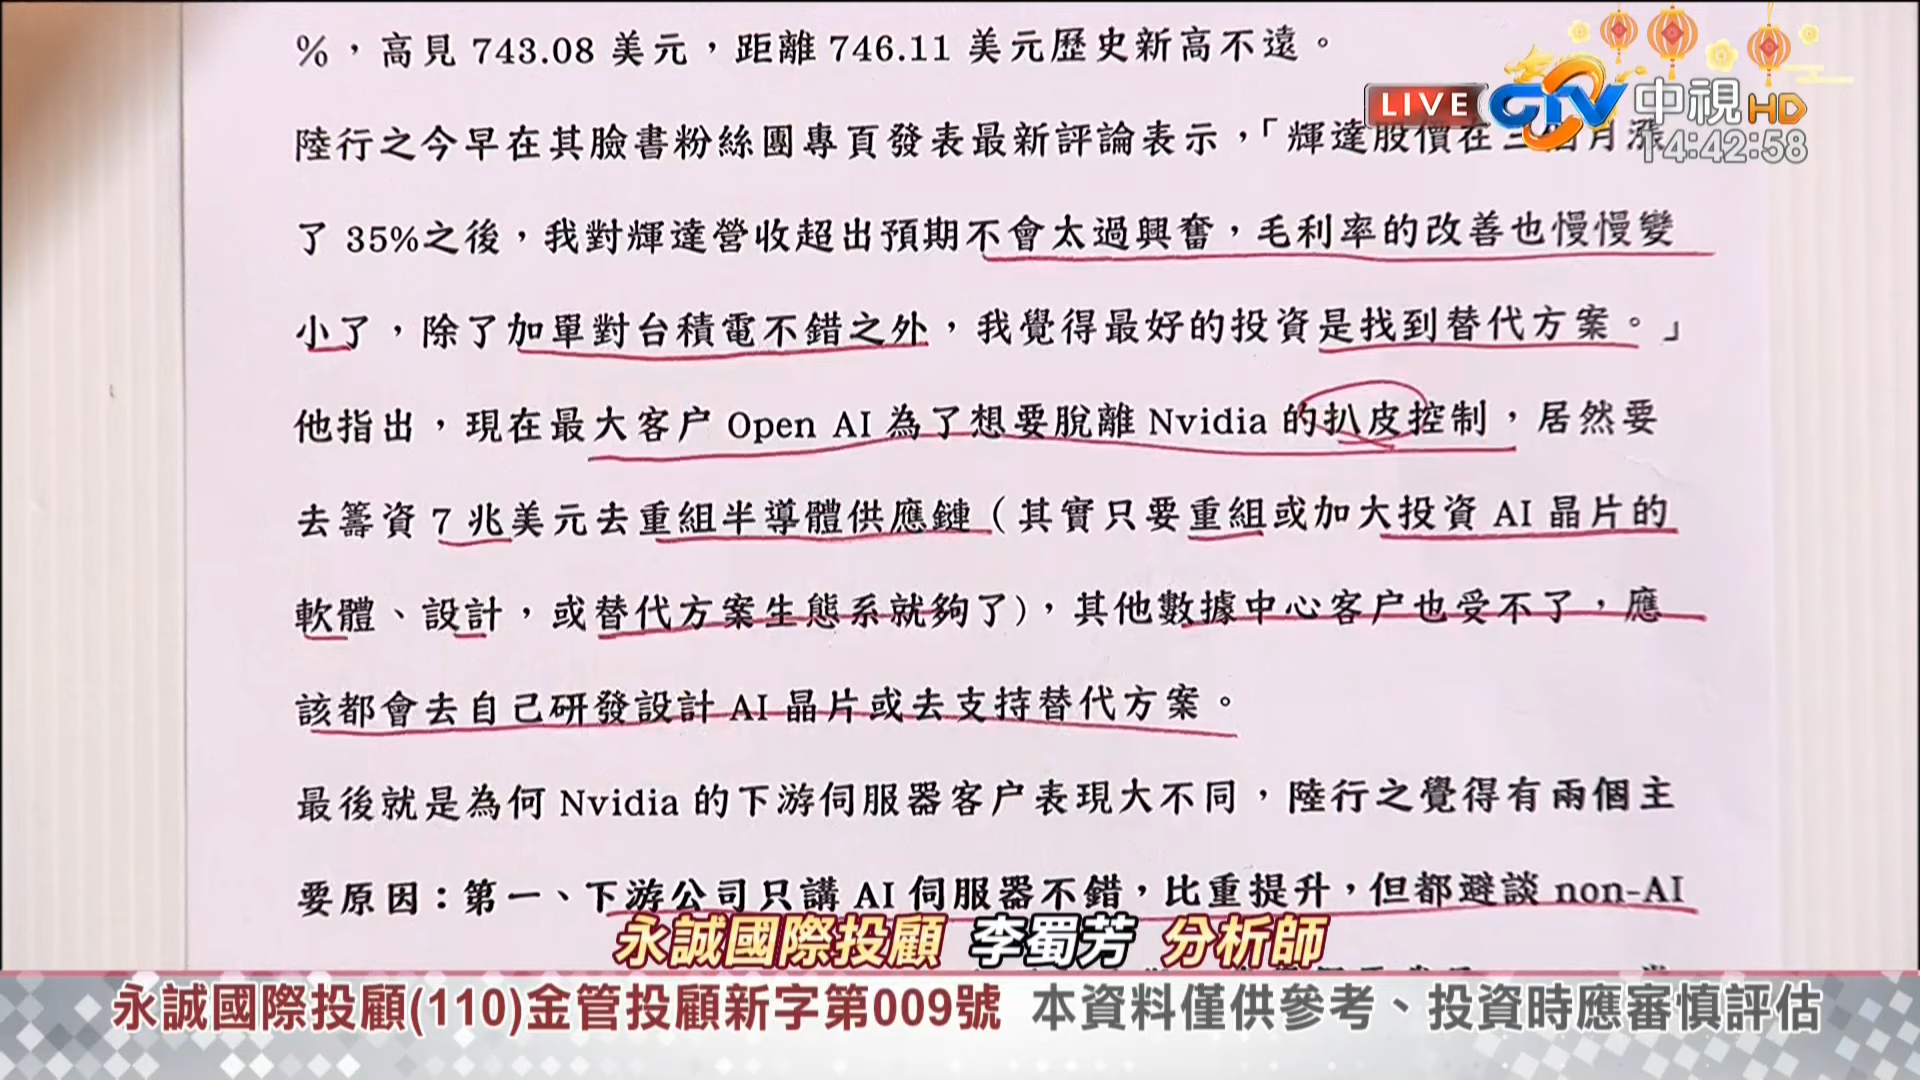 %，高見 743.08 美元，距離 746.11 美元歷史新高不遠。
LIVE CTV 中視 HD
14:42:58
陸行之今早在其臉書粉絲團專頁發表最新評論表示，「輝達股價在三個月漲
了 35%之後，我對輝達營收超出預期不會太過興奮，毛利率的改善也慢慢變
小了，除了加單對台積電不錯之外，我覺得最好的投資是找到替代方案。」
他指出，現在最大客户 Open AI 為了想要脫離 Nvidia 的扒皮控制，居然要
去籌資 7 兆美元去重組半導體供應鏈（其實只要重組或加大投資 AI 晶片的
軟體、設計，或替代方案生態系就夠了)，其他數據中心客户也受不了，應
該都會去自己研發設計 AI 晶片或去支持替代方案。
最後就是為何 Nvidia 的下游伺服器客户表現大不同，陸行之覺得有兩個主
要原因：第一、下游公司只講 AI 伺服器不錯，比重提升，但都避談 non-AI
永誠國際投顧 李蜀芳 分析師
永誠國際投顧(110)金管投顧新字第009號 本資料僅供參考、投資時應審慎評估